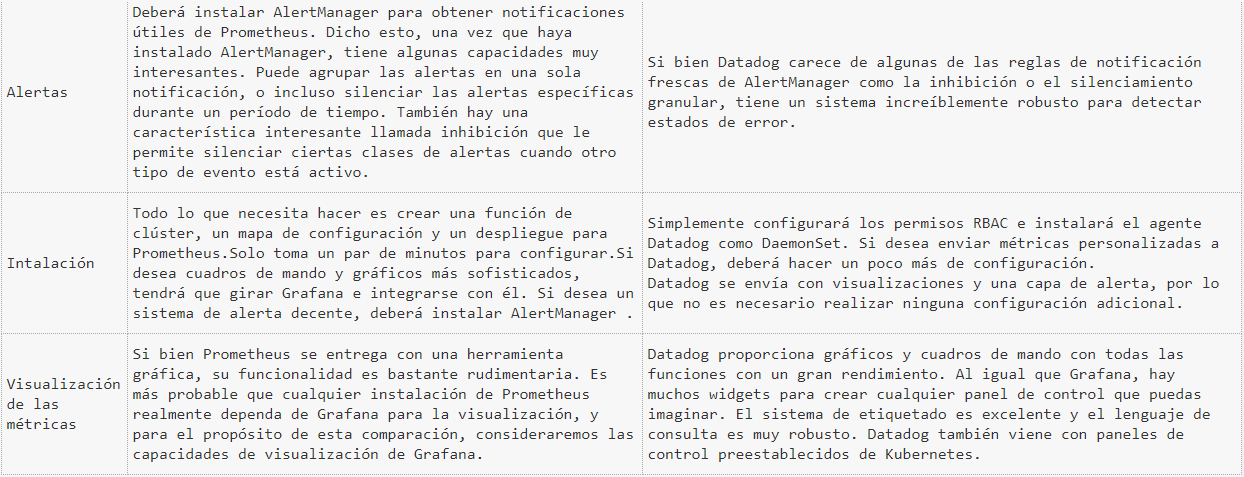 Alertas
Deberá instalar AlertManager para obtener notificaciones
útiles de Prometheus. Dicho esto, una vez que haya
instalado AlertManager, tiene algunas capacidades muy
interesantes. Puede agrupar las alertas en una sola
notificación, o incluso silenciar las alertas específicas
durante un período de tiempo. También hay una
característica interesante llamada inhibición que le
permite silenciar ciertas clases de alertas cuando otro
tipo de evento está activo.
Si bien Datadog carece de algunas de las reglas de notificación
frescas de AlertManager como la inhibición o el silenciamiento
granular, tiene un sistema increíblemente robusto para detectar
estados de error.
Intalación
Todo lo que necesita hacer es crear una función de
clúster, un mapa de configuración y un despliegue para
Prometheus.Solo toma un par de minutos para configurar.Si
desea cuadros de mando y gráficos más sofisticados,
tendrá que girar Grafana e integrarse con él. Si desea un
sistema de alerta decente, deberá instalar AlertManager .
Simplemente configurará los permisos RBAC e instalará el agente
Datadog como DaemonSet. Si desea enviar métricas personalizadas a
Datadog, deberá hacer un poco más de configuración.
Datadog se envía con visualizaciones y una capa de alerta, por lo
que no es necesario realizar ninguna configuración adicional.
Visualización
de las
métricas
Si bien Prometheus se entrega con una herramienta
gráfica, su funcionalidad es bastante rudimentaria. Es
más probable que cualquier instalación de Prometheus
realmente dependa de Grafana para la visualización, y
para el propósito de esta comparación, consideraremos las
capacidades de visualización de Grafana.
Datadog proporciona gráficos y cuadros de mando con todas las
funciones con un gran rendimiento. Al igual que Grafana, hay
muchos widgets para crear cualquier panel de control que puedas
imaginar. El sistema de etiquetado es excelente y el lenguaje de
consulta es muy robusto. Datadog también viene con paneles de
control preestablecidos de Kubernetes.